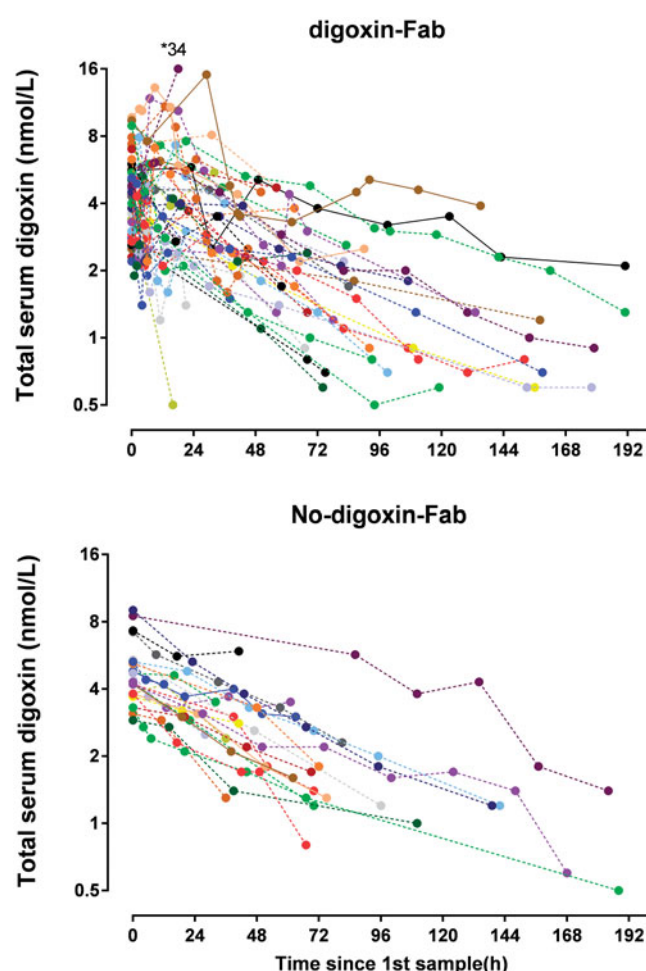 digoxin-Fab
*34
Total serum digoxin (nmol/L)
16
8
4
2
1
0.5
0 24 48 72 96 120 144 168 192
No-digoxin-Fab
Total serum digoxin (nmol/L)
16
8
4
2
1
0.5
0 24 48 72 96 120 144 168 192
Time since 1st sample(h)